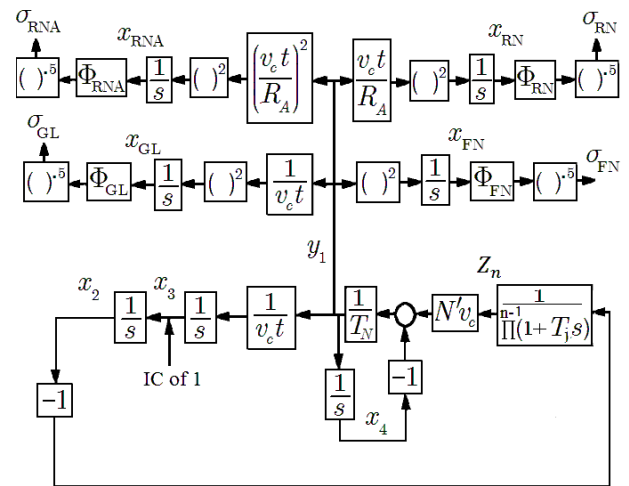 σ_RNA x_RNA x_RN σ_RN
( )^.5 Φ_RNA 1/s ( )^2 (v_c t/R_A)^2 v_c t/R_A ( )^2 1/s Φ_RN ( )^.5
σ_GL x_GL x_FN
( )^.5 Φ_GL 1/s ( )^2 1/v_c t ( )^2 1/s Φ_FN ( )^.5 σ_FN
y_1
x_2 x_3 Z_n
1/s 1/s 1/v_c t 1/T_N N'v_c 1/∏^{n-1}(1+T_j s)
IC of 1
-1 1/s -1
x_4